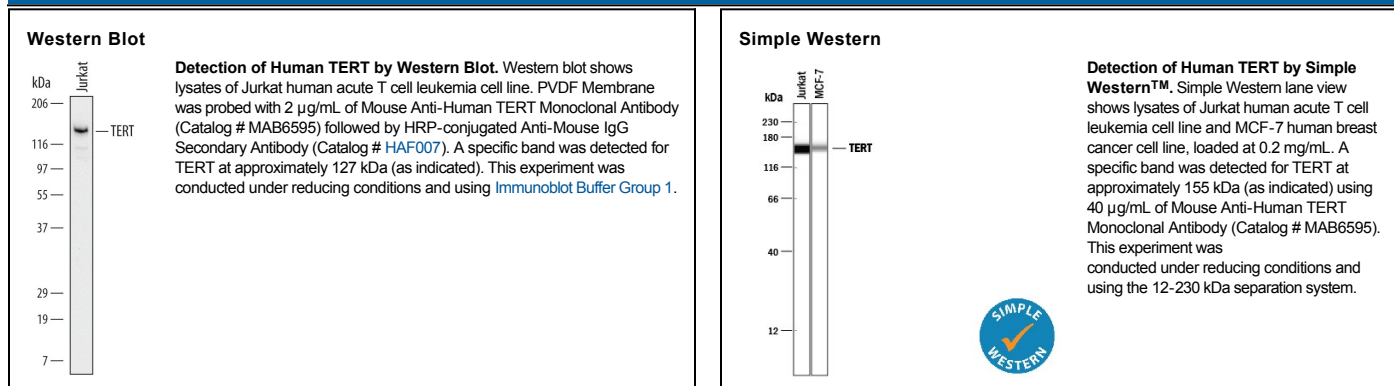 Western Blot
Jurkat
kDa
206
TERT
116
97
55
37
29
19
7
Detection of Human TERT by Western Blot. Western blot shows
lysates of Jurkat human acute T cell leukemia cell line. PVDF Membrane
was probed with 2 µg/mL of Mouse Anti-Human TERT Monoclonal Antibody
(Catalog # MAB6595) followed by HRP-conjugated Anti-Mouse IgG
Secondary Antibody (Catalog # HAF007). A specific band was detected for
TERT at approximately 127 kDa (as indicated). This experiment was
conducted under reducing conditions and using Immunoblot Buffer Group 1.
Simple Western
Jurkat
MCF-7
kDa
230
180
TERT
116
66
40
12
SIMPLE
WESTERN
Detection of Human TERT by Simple
Western™. Simple Western lane view
shows lysates of Jurkat human acute T cell
leukemia cell line and MCF-7 human breast
cancer cell line, loaded at 0.2 mg/mL. A
specific band was detected for TERT at
approximately 155 kDa (as indicated) using
40 µg/mL of Mouse Anti-Human TERT
Monoclonal Antibody (Catalog # MAB6595).
This experiment was
conducted under reducing conditions and
using the 12-230 kDa separation system.